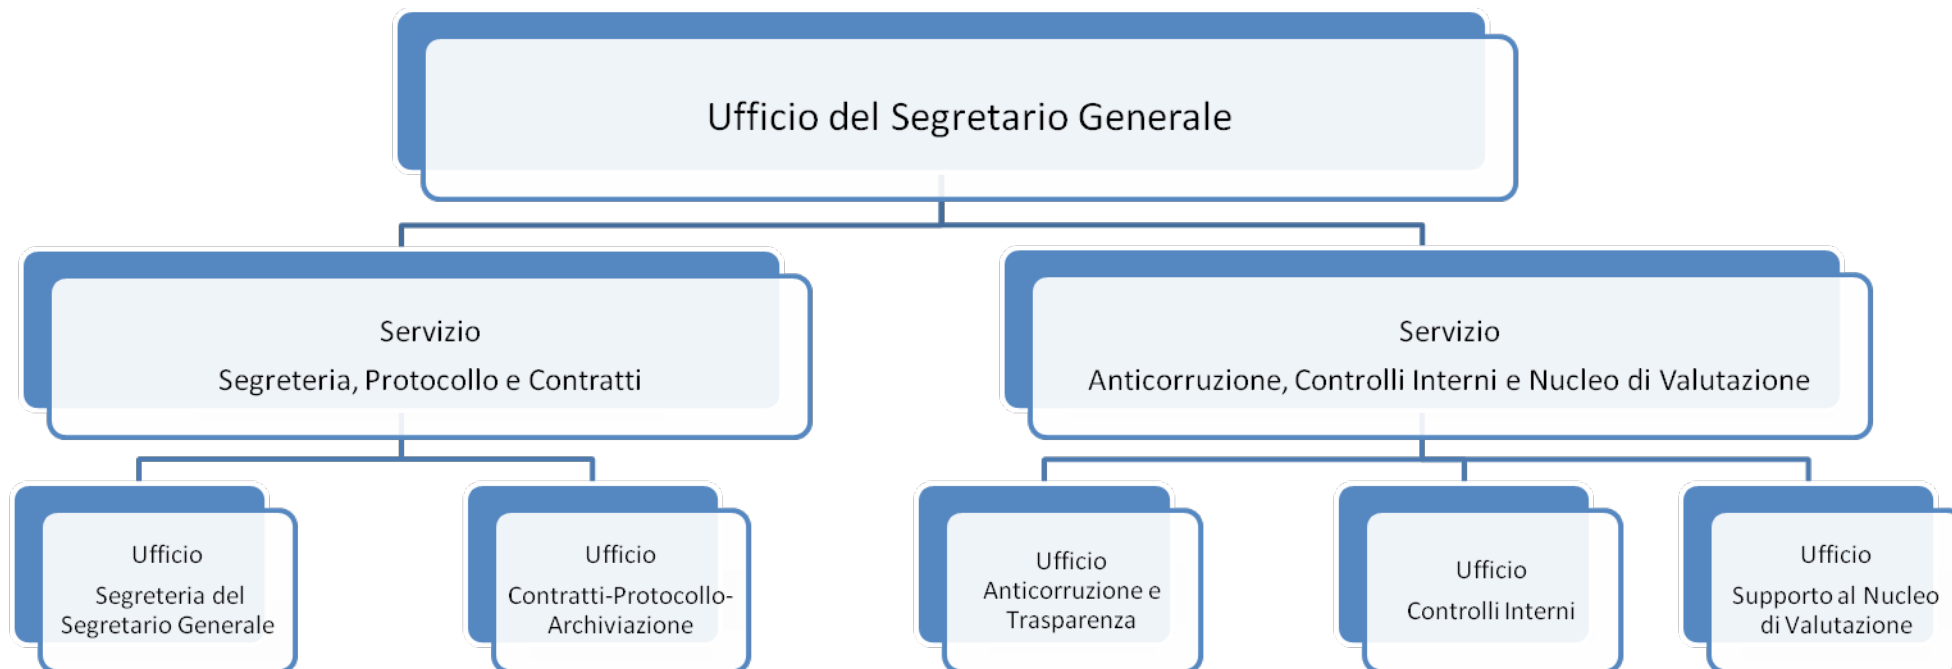 Ufficio del Segretario Generale
Servizio
Segreteria, Protocollo e Contratti
Servizio
Anticorruzione, Controlli Interni e Nucleo di Valutazione
Ufficio
Segreteria del
Segretario Generale
Ufficio
Contratti-Protocollo-
Archiviazione
Ufficio
Anticorruzione e
Trasparenza
Ufficio
Controlli Interni
Ufficio
Supporto al Nucleo
di Valutazione